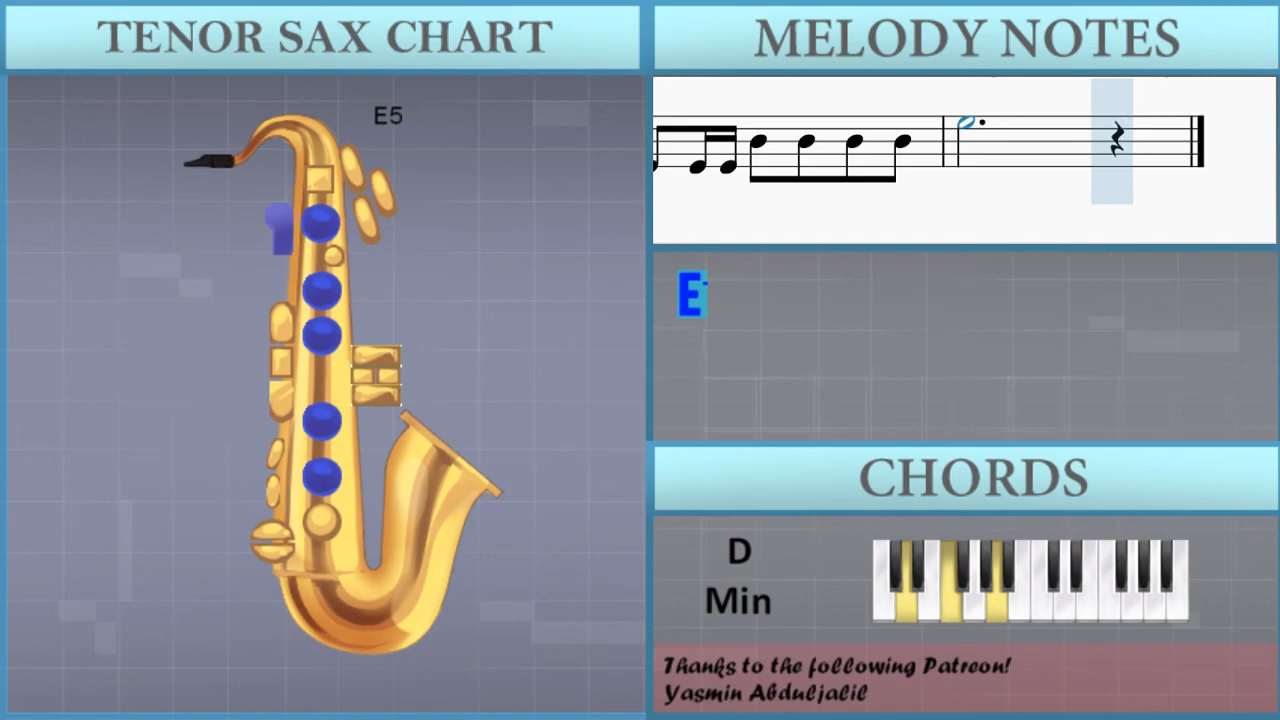 TENOR SAX CHART
E5
MELODY NOTES
E
CHORDS
D
Min
Thanks to the following Patreon!
Yasmin Abduljalil